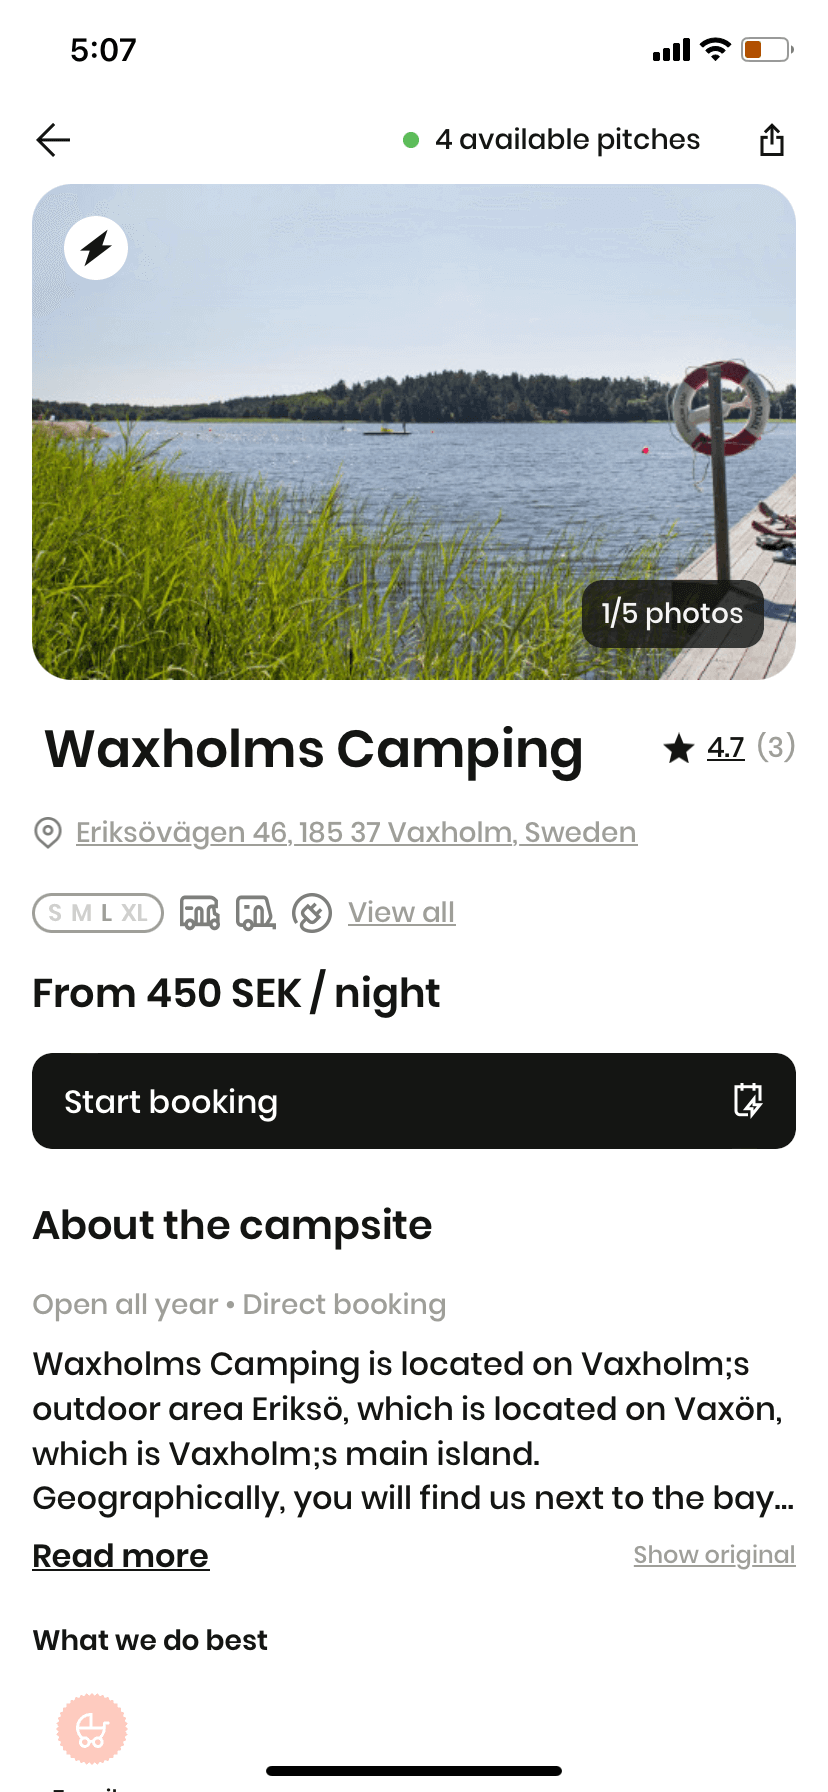 5:07
4 available pitches
1/5 photos
Waxholms Camping
4.7 (3)
Eriksövägen 46, 185 37 Vaxholm, Sweden
S M L XL
View all
From 450 SEK / night
Start booking
About the campsite
Open all year • Direct booking
Waxholms Camping is located on Vaxholm;s
outdoor area Eriksö, which is located on Vaxön,
which is Vaxholm;s main island.
Geographically, you will find us next to the bay...
Read more
Show original
What we do best